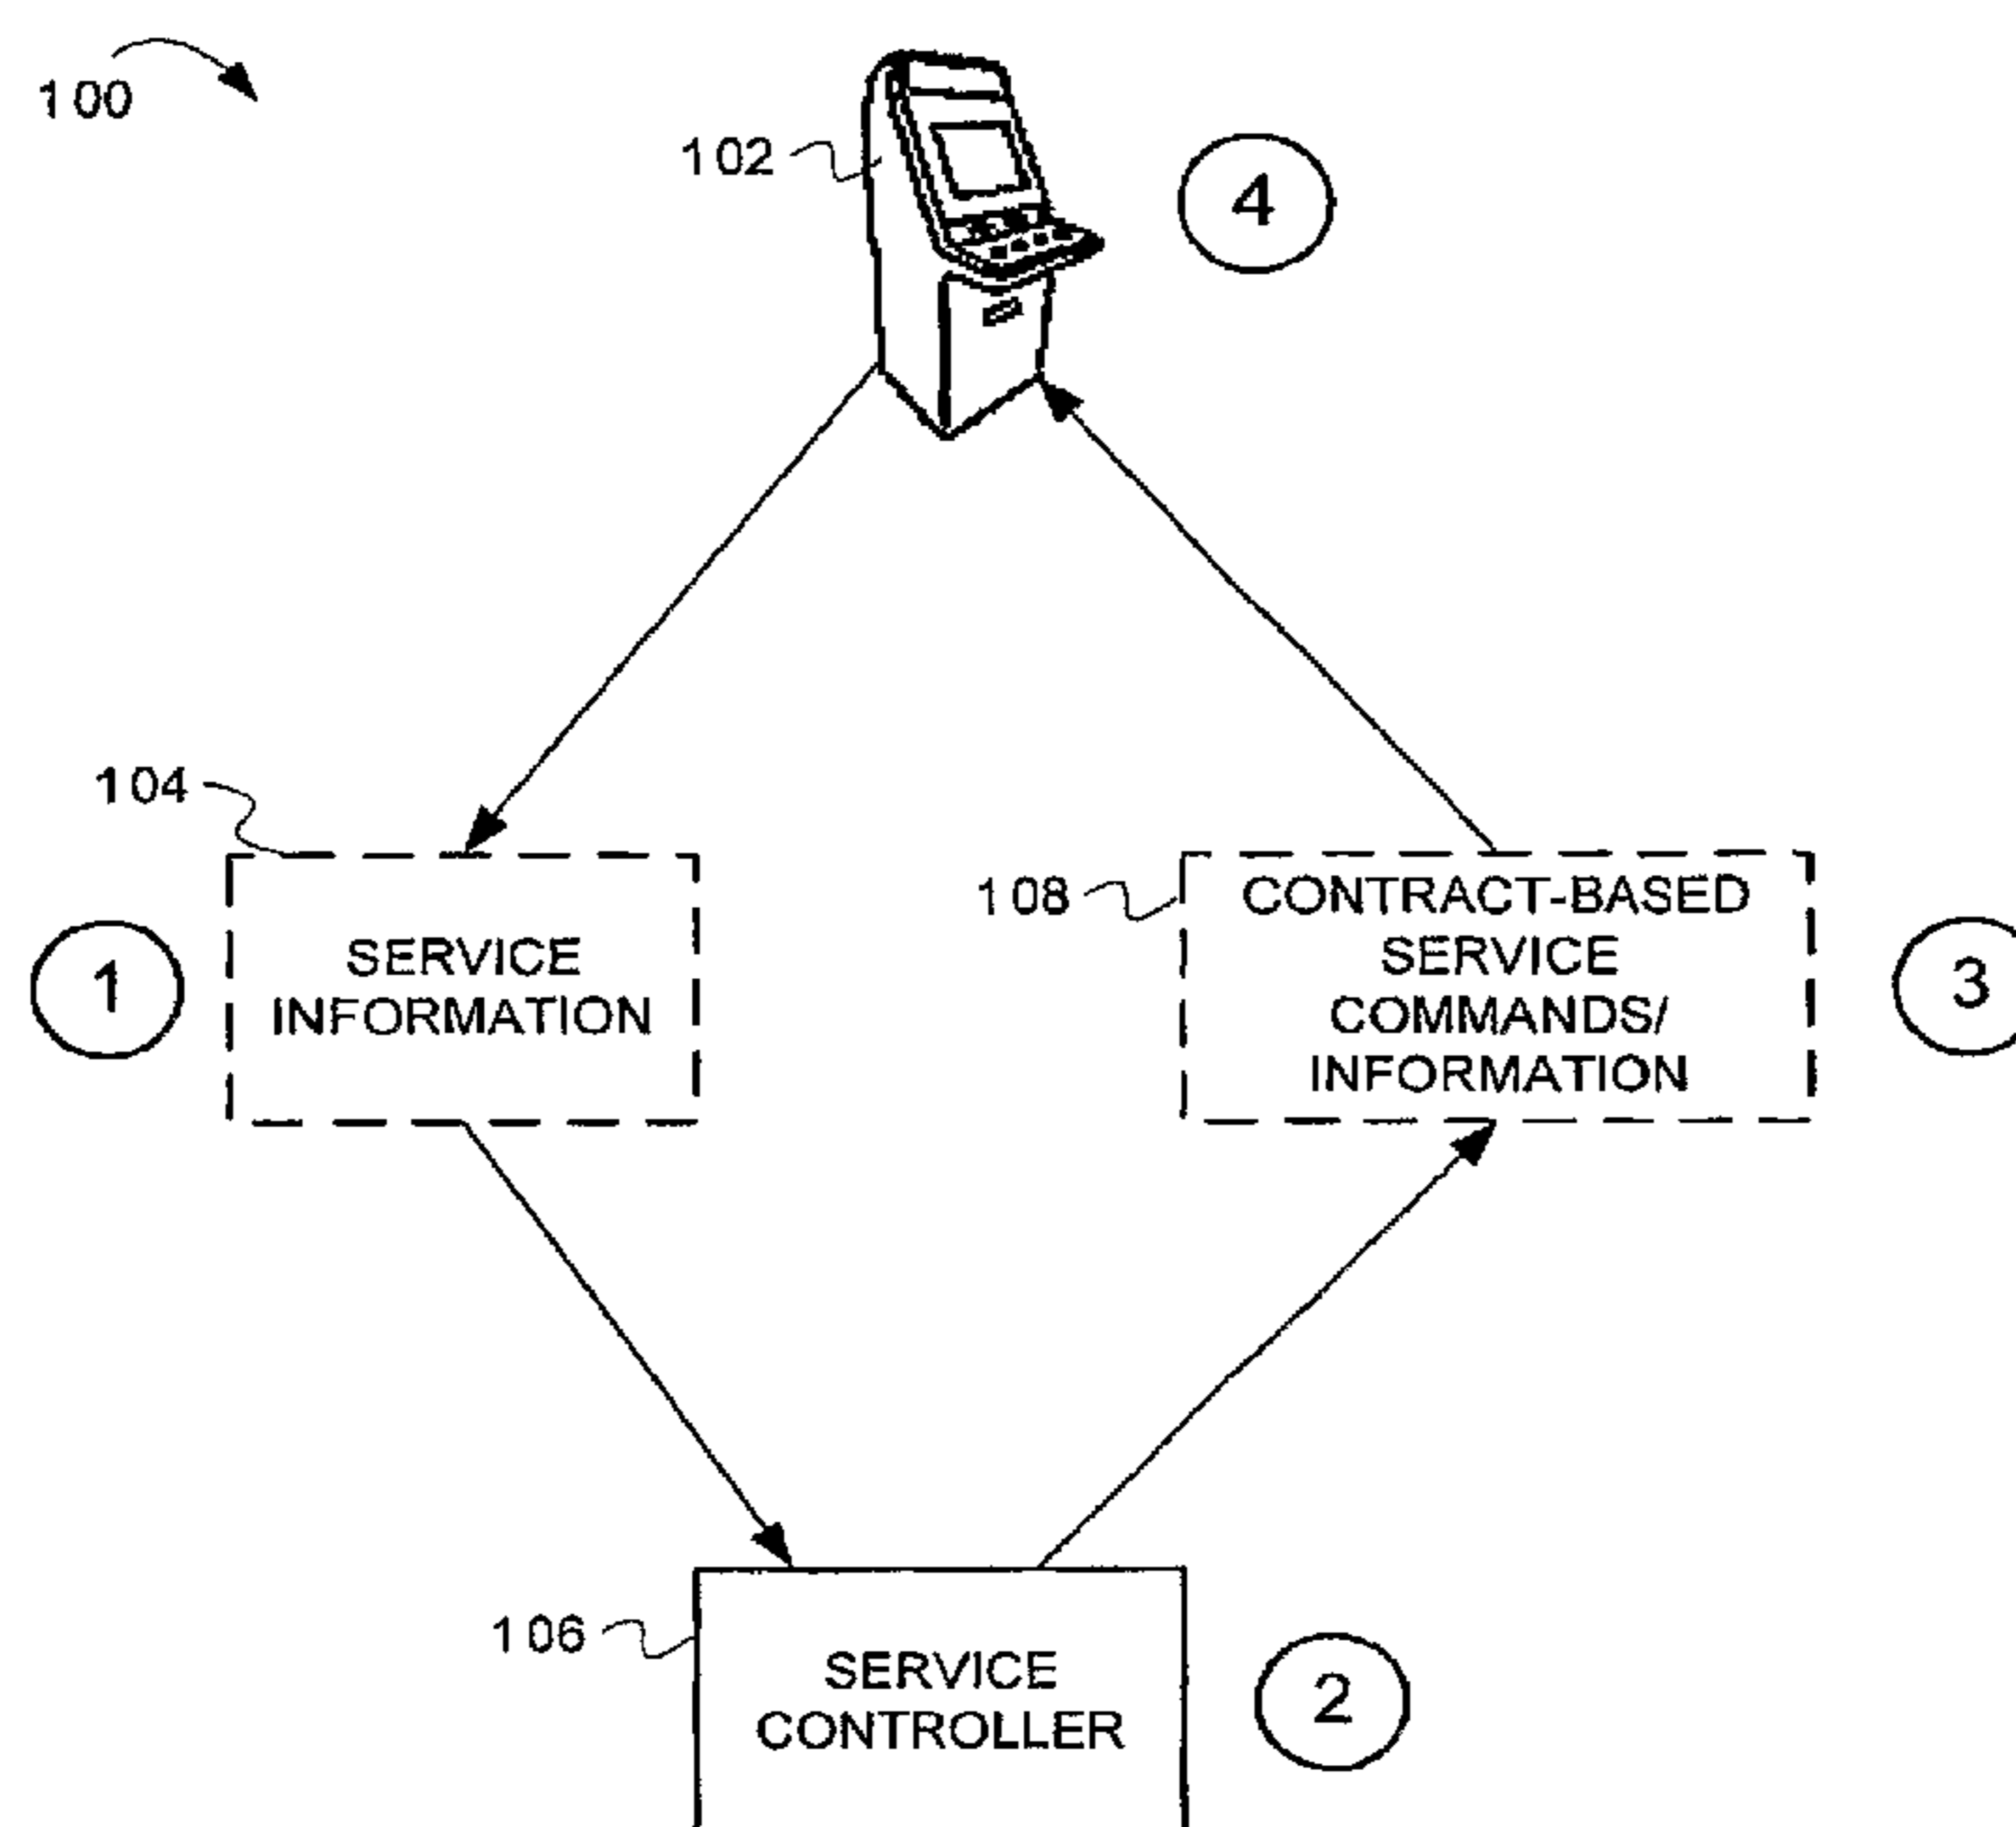 100
102
4
104
1
SERVICE
INFORMATION
108
CONTRACT-BASED
SERVICE
COMMANDS/
INFORMATION
3
106
SERVICE
CONTROLLER
2